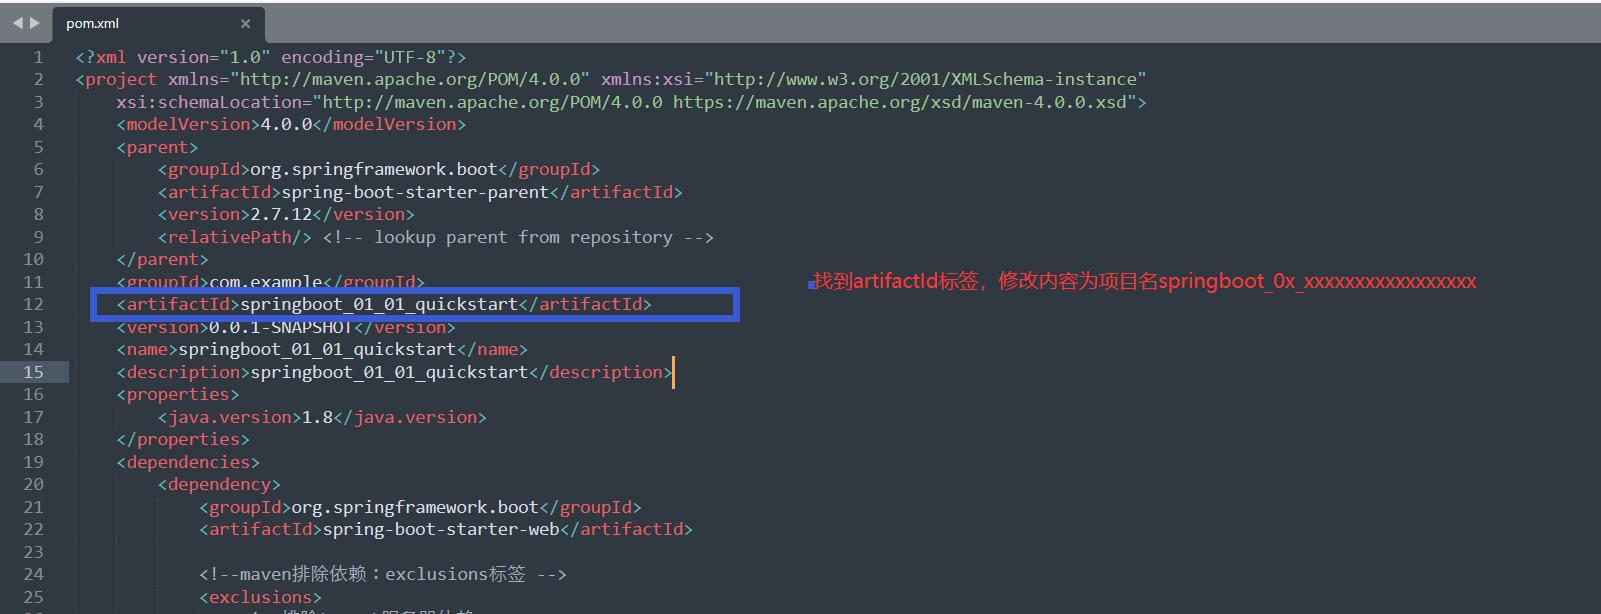 pom.xml
1 <?xml version="1.0" encoding="UTF-8"?>
2 <project xmlns="http://maven.apache.org/POM/4.0.0" xmlns:xsi="http://www.w3.org/2001/XMLSchema-instance"
3 xsi:schemaLocation="http://maven.apache.org/POM/4.0.0 https://maven.apache.org/xsd/maven-4.0.0.xsd">
4 <modelVersion>4.0.0</modelVersion>
5 <parent>
6 <groupId>org.springframework.boot</groupId>
7 <artifactId>spring-boot-starter-parent</artifactId>
8 <version>2.7.12</version>
9 <relativePath/> <!-- lookup parent from repository -->
10 </parent>
11 <groupId>com.example</groupId>
找到artifactId标签，修改内容为项目名springboot_0x_xxxxxxxxxxxxxxxxx
12 <artifactId>springboot_01_01_quickstart</artifactId>
13 <version>0.0.1-SNAPSHOT</version>
14 <name>springboot_01_01_quickstart</name>
15 <description>springboot_01_01_quickstart</description>
16 <properties>
17 <java.version>1.8</java.version>
18 </properties>
19 <dependencies>
20 <dependency>
21 <groupId>org.springframework.boot</groupId>
22 <artifactId>spring-boot-starter-web</artifactId>
23
24 <!--maven排除依赖：exclusions标签 -->
25 <exclusions>